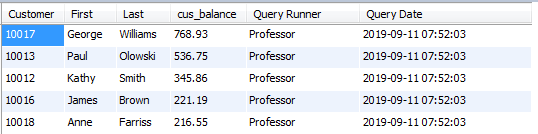 Customer First Last cus_balance Query Runner Query Date
10017 George Williams 768.93 Professor 2019-09-11 07:52:03
10013 Paul Olowski 536.75 Professor 2019-09-11 07:52:03
10012 Kathy Smith 345.86 Professor 2019-09-11 07:52:03
10016 James Brown 221.19 Professor 2019-09-11 07:52:03
10018 Anne Farriss 216.55 Professor 2019-09-11 07:52:03